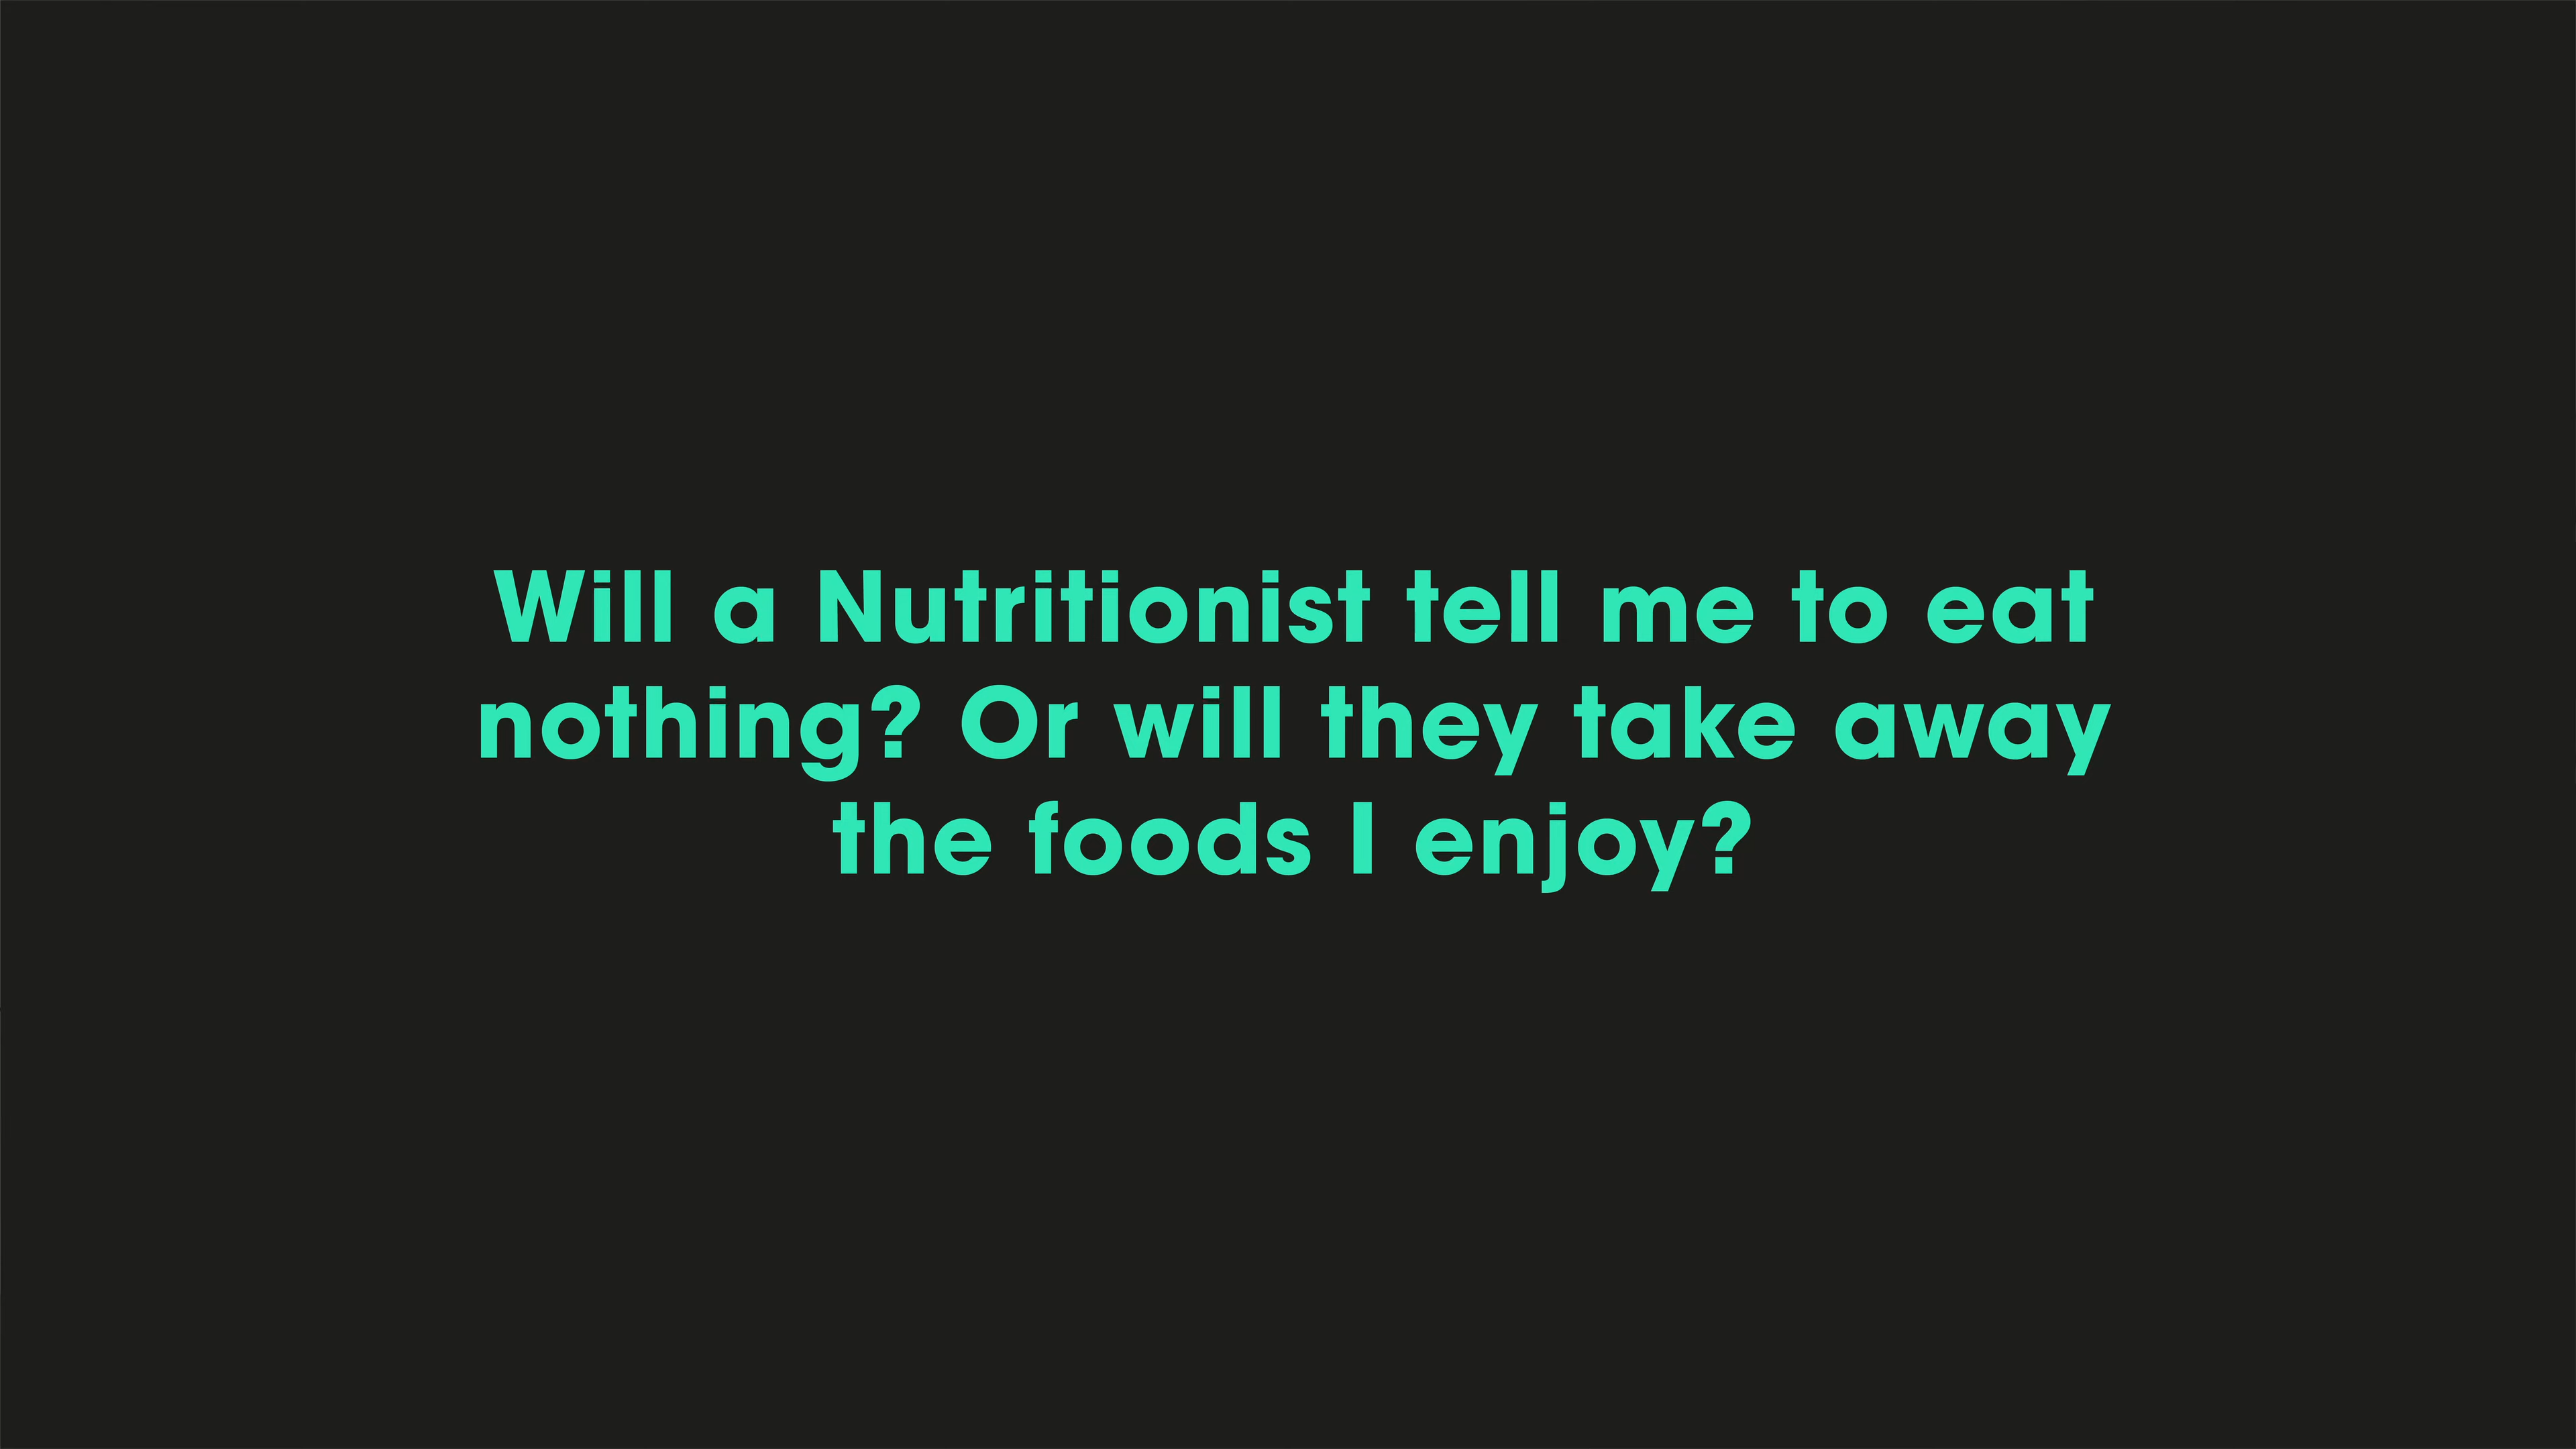 Will a Nutritionist tell me to eat
nothing? Or will they take away
the foods I enjoy?